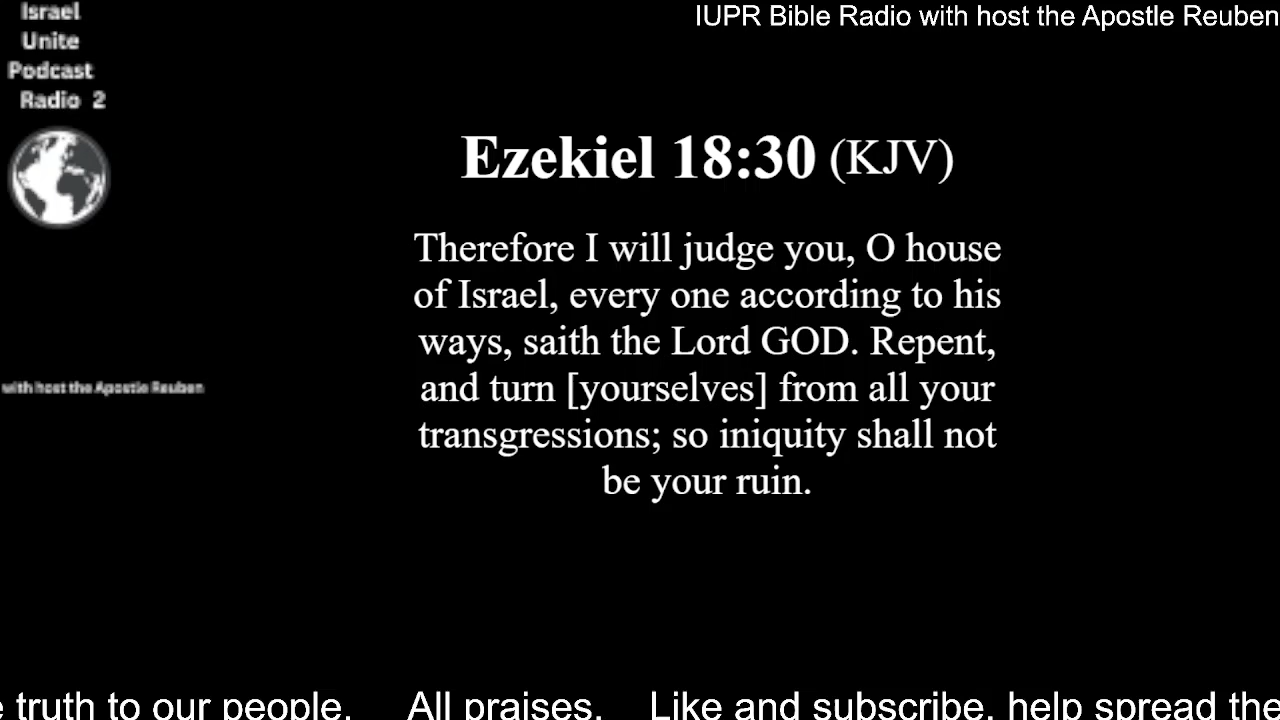 Israel
Unite
Podcast
Radio 2
IUPR Bible Radio with host the Apostle Reuben
Ezekiel 18:30 (KJV)
Therefore I will judge you, O house
of Israel, every one according to his
ways, saith the Lord GOD. Repent,
and turn [yourselves] from all your
transgressions; so iniquity shall not
be your ruin.
with host the Apostle Reuben
truth to our people. All praises. Like and subscribe, help spread the